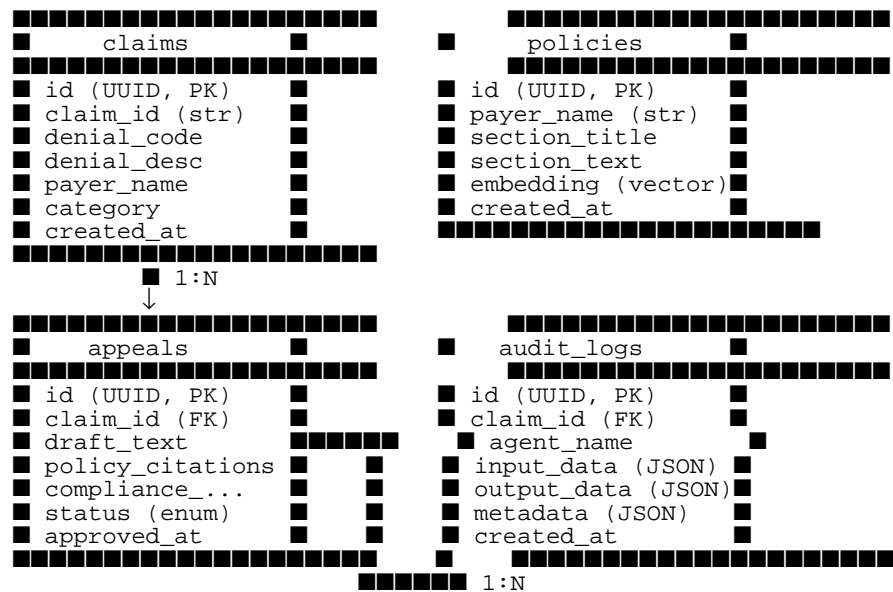 claims
id (UUID, PK)
claim_id (str)
denial_code
denial_desc
payer_name
category
created_at
policies
id (UUID, PK)
payer_name (str)
section_title
section_text
embedding (vector)
created_at
1:N
appeals
id (UUID, PK)
claim_id (FK)
draft_text
policy_citations
compliance_...
status (enum)
approved_at
audit_logs
id (UUID, PK)
claim_id (FK)
agent_name
input_data (JSON)
output_data (JSON)
metadata (JSON)
created_at
1:N